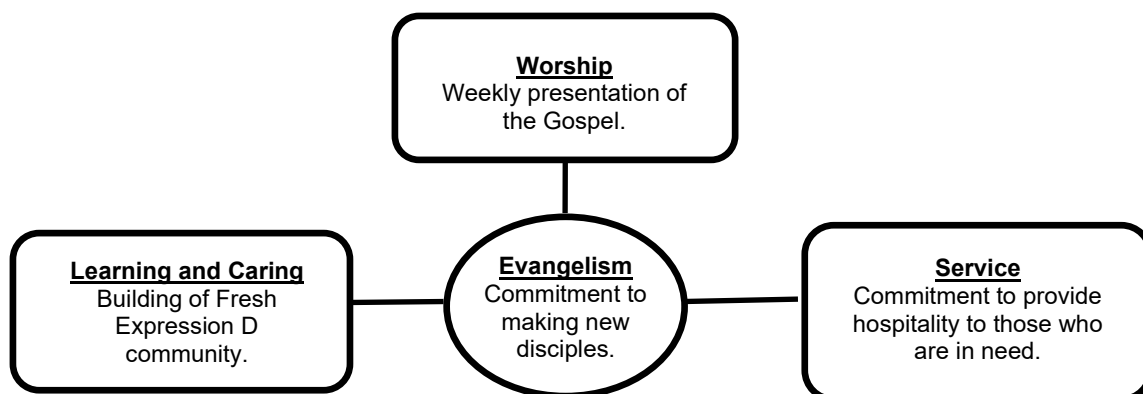 Worship
Weekly presentation of
the Gospel.
Learning and Caring
Building of Fresh
Expression D
community.
Evangelism
Commitment to
making new
disciples.
Service
Commitment to provide
hospitality to those who
are in need.